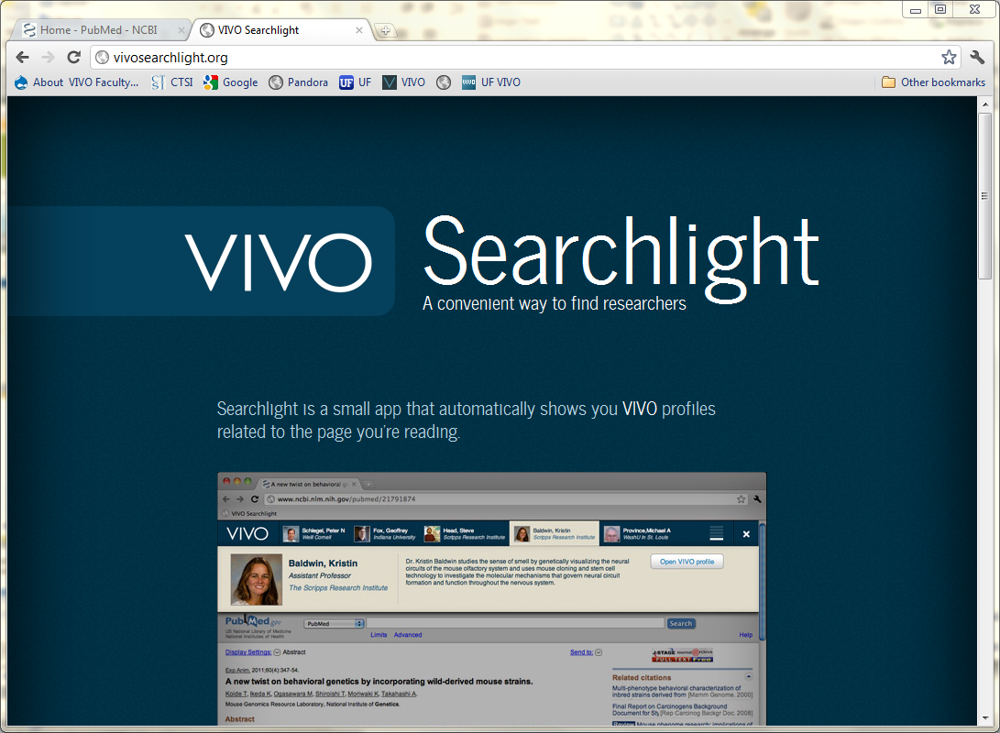 Home - PubMed - NCBI
VIVO Searchlight
vivosearchlight.org
About VIVO Faculty...
CTSI
Google
Pandora
UF
VIVO
UF VIVO
Other bookmarks
VIVO
Searchlight
A convenient way to find researchers
Searchlight is a small app that automatically shows you VIVO profiles
related to the page you're reading.
A new twist on behavioral g
www.ncbi.nlm.nih.gov/pubmed/21791874
VIVO Searchlight
VIVO
Schlegel, Peter N
Weill Cornell
Fox, Geoffrey
Indiana University
Head, Steve
Scripps Research Institute
Baldwin, Kristin
Scripps Research Institute
Province,Michael A
WashU in St. Louis
Baldwin, Kristin
Assistant Professor
The Scripps Research Institute
Dr. Kristin Baldwin studies the sense of smell by genetically visualizing the neural
circuits of the mouse olfactory system and uses mouse cloning and stem cell
technology to investigate the molecular mechanisms that govern neural circuit
formation and function throughout the nervous system.
Open VIVO profile
PubMed.gov
US National Library of Medicine
National Institutes of Health
PubMed
Search
Limits Advanced
Help
Display Settings: Abstract
Send to:
J-STAGE
FULL TEXT Free
Exp Anim. 2011;60(4):347-54.
A new twist on behavioral genetics by incorporating wild-derived mouse strains.
Koide T, Ikeda K, Ogasawara M, Shiroishi T, Moriwaki K, Takahashi A.
Mouse Genomics Resource Laboratory, National Institute of Genetics.
Abstract
Related citations
Multi-phenotype behavioral characterization of
inbred strains derived from [Mamm Genome. 2000]
Final Report on Carcinogens Background
Document for [Rep Carcinog Backgr Doc. 2008]
Review Mouse phenome research: implications of